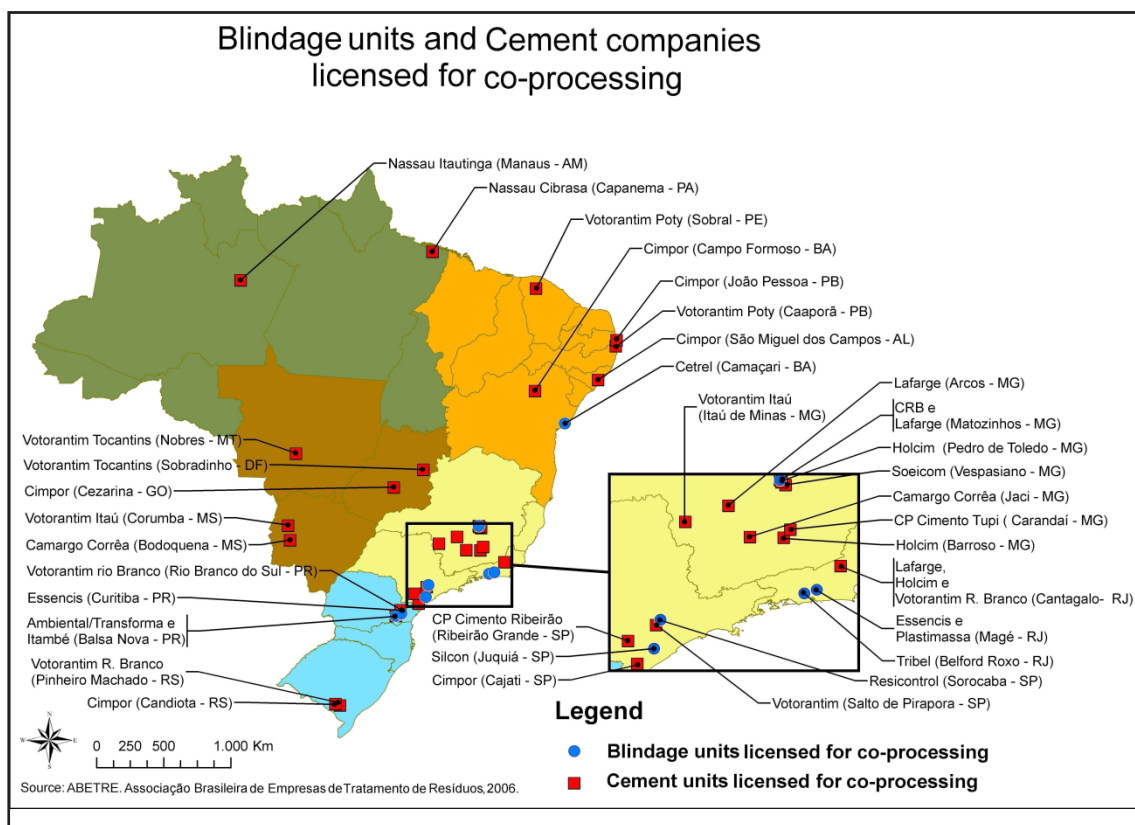 Blindage units and Cement companies
licensed for co-processing
Nassau Itautinga (Manaus - AM)
Nassau Cibrasa (Capanema - PA)
Votorantim Poty (Sobral - PE)
Cimpor (Campo Formoso - BA)
Cimpor (João Pessoa - PB)
Votorantim Poty (Caaporã - PB)
Cimpor (São Miguel dos Campos - AL)
Cetrel (Camaçari - BA)
Lafarge (Arcos - MG)
Votorantim Itaú
(Itaú de Minas - MG)
CRB e
Lafarge (Matozinhos - MG)
Holcim (Pedro de Toledo - MG)
Soeicom (Vespasiano - MG)
Camargo Corrêa (Jaci - MG)
CP Cimento Tupi ( Carandaí - MG)
Holcim (Barroso - MG)
Lafarge,
Holcim e
Votorantim R. Branco (Cantagalo- RJ)
Essencis e
Plastimassa (Magé - RJ)
Tribel (Belford Roxo - RJ)
Resicontrol (Sorocaba - SP)
Votorantim (Salto de Pirapora - SP)
Votorantim Tocantins (Nobres - MT)
Votorantim Tocantins (Sobradinho - DF)
Cimpor (Cezarina - GO)
Votorantim Itaú (Corumba - MS)
Camargo Corrêa (Bodoquena - MS)
Votorantim rio Branco (Rio Branco do Sul - PR)
Essencis (Curitiba - PR)
Ambiental/Transforma e
Itambé (Balsa Nova - PR)
Votorantim R. Branco
(Pinheiro Machado - RS)
Cimpor (Candiota - RS)
CP Cimento Ribeirão
(Ribeirão Grande - SP)
Silcon (Juquiá - SP)
Cimpor (Cajati - SP)
Legend
Blindage units licensed for co-processing
Cement units licensed for co-processing
N
W
E
S
0 250 500 1.000 Km
Source: ABETRE. Associação Brasileira de Empresas de Tratamento de Resíduos, 2006.